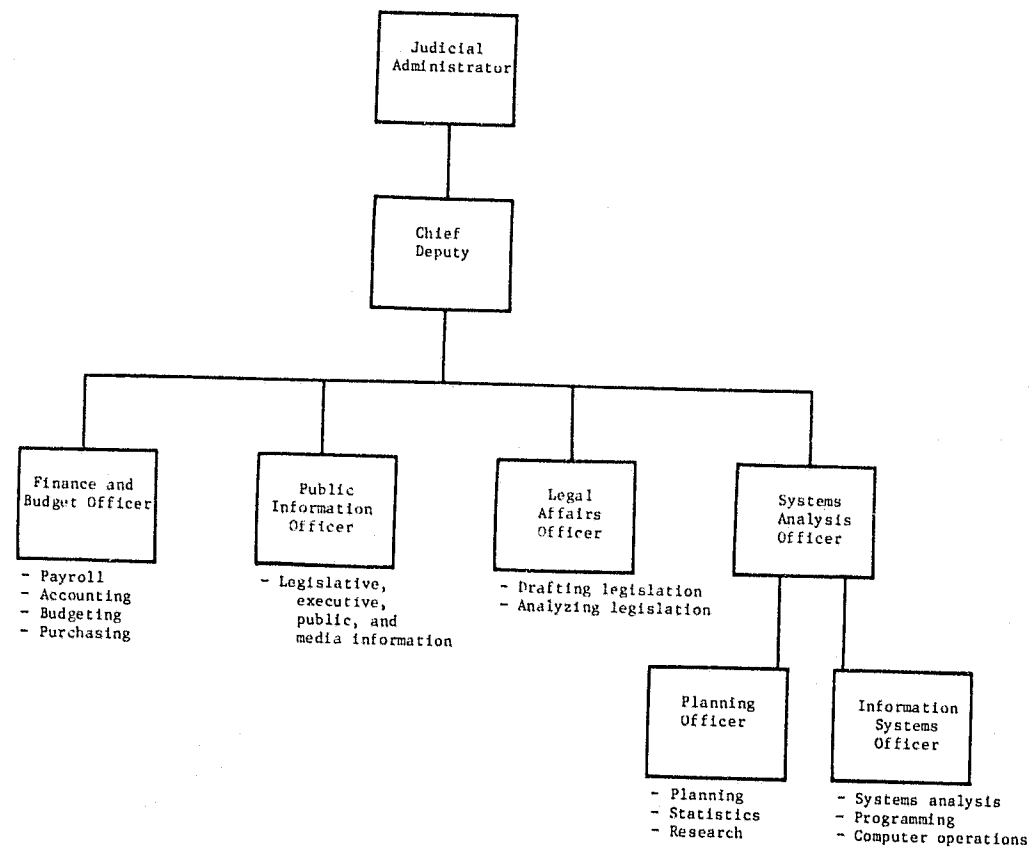 Judicial
Administrator
Chief
Deputy
Finance and
Budget Officer
- Payroll
- Accounting
- Budgeting
- Purchasing
Public
Information
Officer
- Legislative,
executive,
public, and
media information
Legal
Affairs
Officer
- Drafting legislation
- Analyzing legislation
Systems
Analysis
Officer
Planning
Officer
- Planning
- Statistics
- Research
Information
Systems
Officer
- Systems analysis
- Programming
- Computer operations